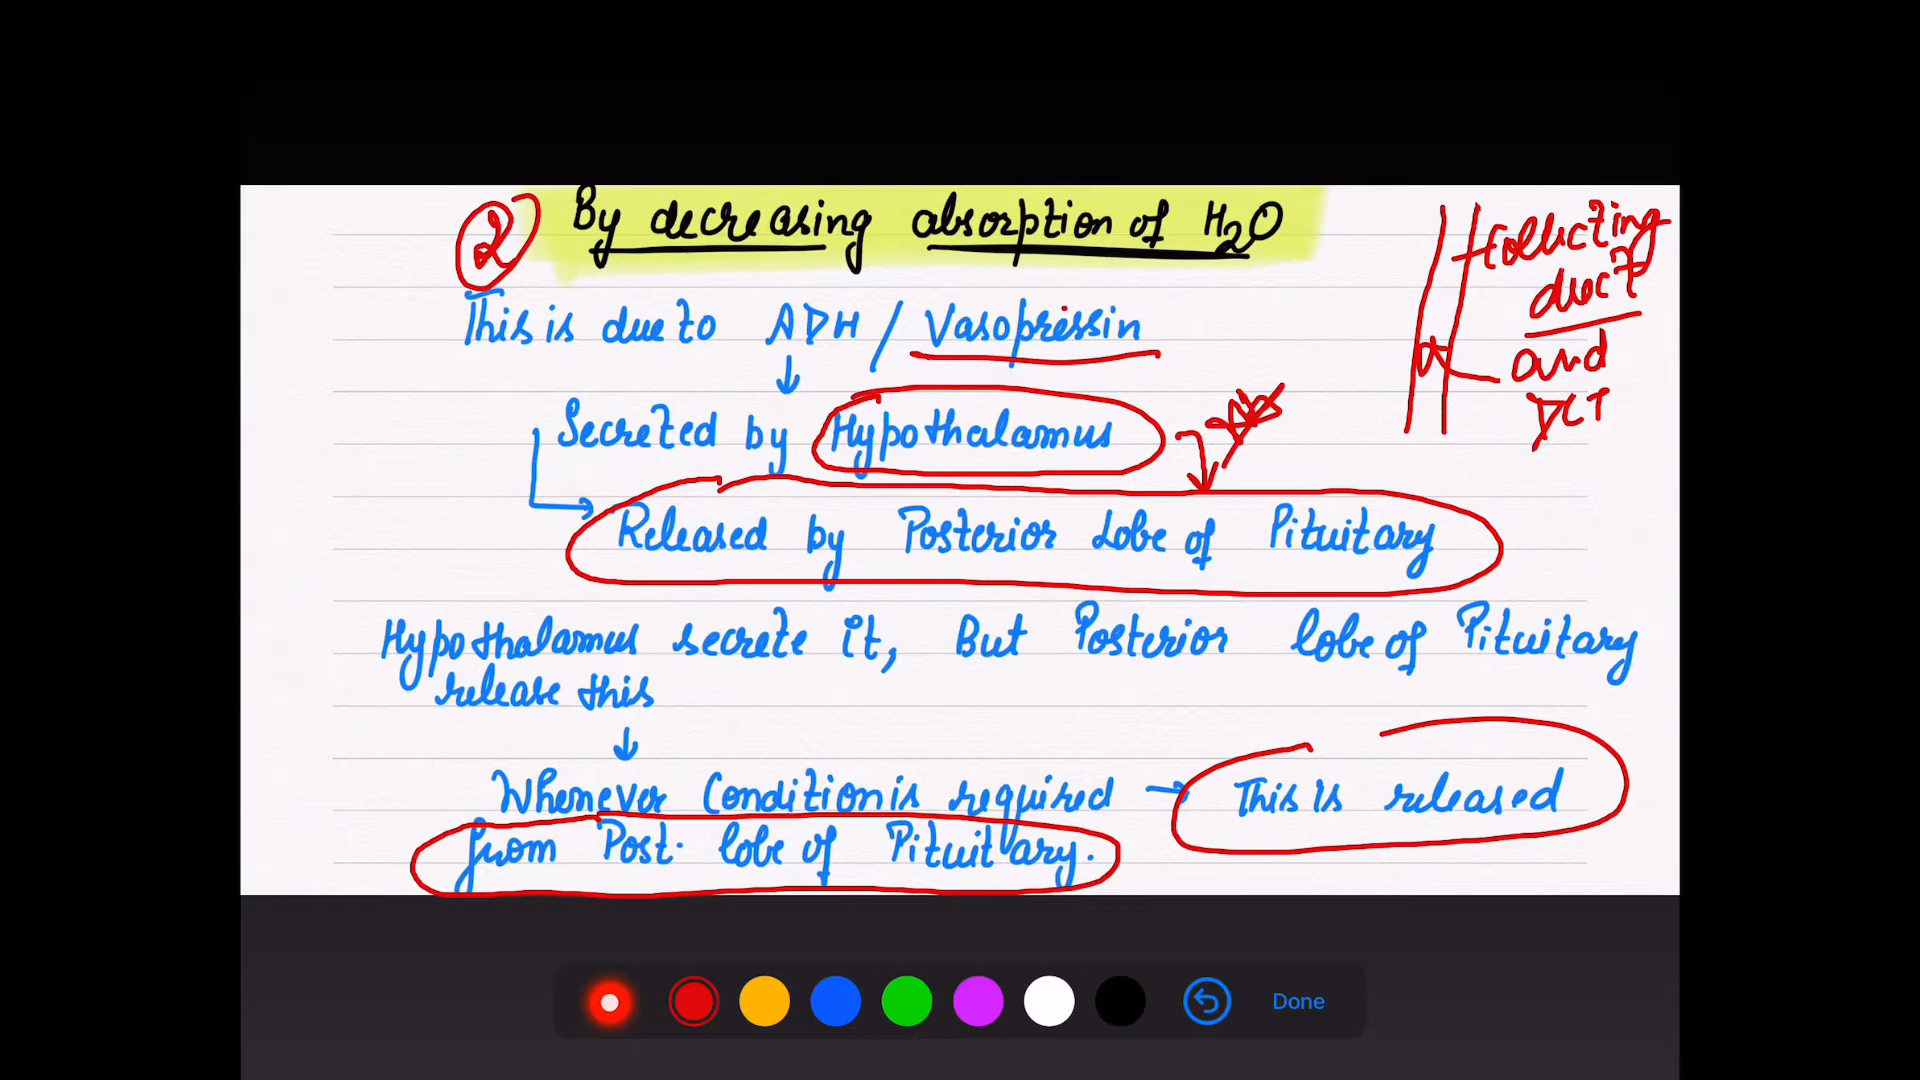 ② By decreasing absorption of H2O
This is due to ADH / Vasopressin
↓
Secreted by Hypothalamus
Released by Posterior Lobe of Pituitary
Hypothalamus secrete it, But Posterior lobe of Pituitary
release this
↓
Whenever Condition is required → This is released
from Post. lobe of Pituitary.
Collecting
duct
and
DCT
Done